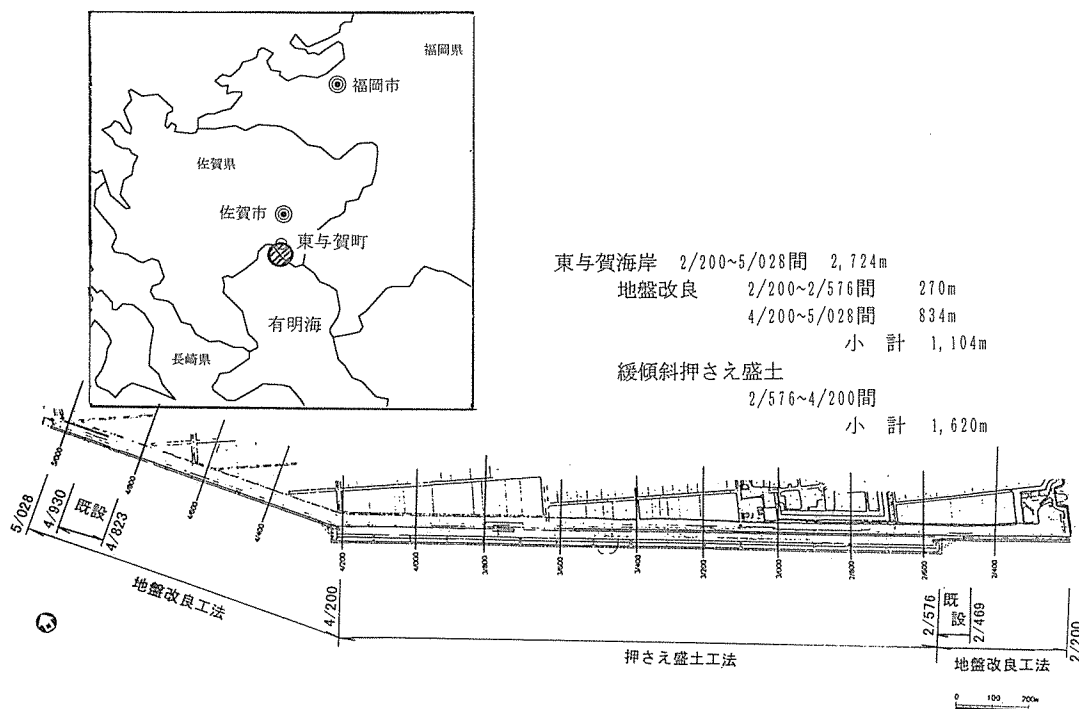 福岡県
福岡市
佐賀県
佐賀市
東与賀町
有明海
長崎県
東与賀海岸 2/200~5/028間 2,724m
地盤改良 2/200~2/576間 270m
4/200~5/028間 834m
小 計 1,104m
緩傾斜押さえ盛土
2/576~4/200間
小 計 1,620m
5/028
4/930
既設
4/823
地盤改良工法
4/200
押さえ盛土工法
2/576
既設
2/469
地盤改良工法
2/200
0 100 200m